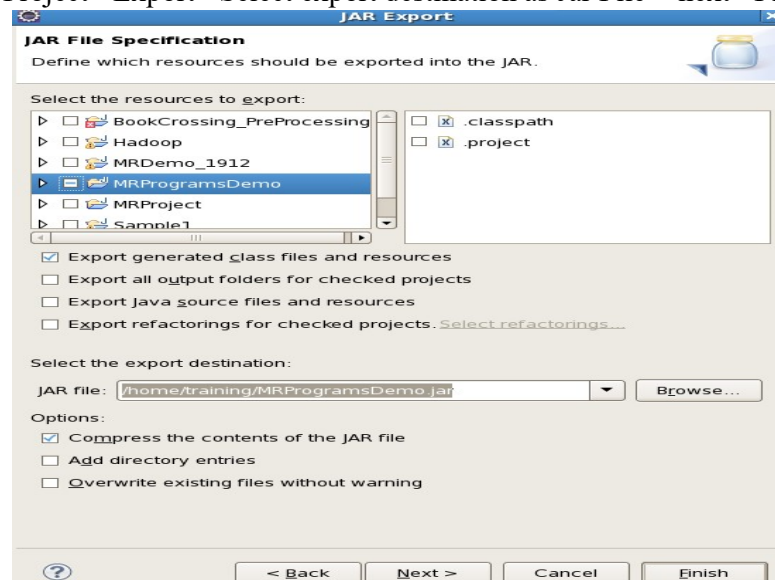 JAR Export
JAR File Specification
Define which resources should be exported into the JAR.
Select the resources to export:
BookCrossing_PreProcessing
Hadoop
MRDemo_1912
MRProgramsDemo
MRProject
Sample1
.classpath
.project
Export generated class files and resources
Export all output folders for checked projects
Export Java source files and resources
Export refactorings for checked projects. Select refactorings...
Select the export destination:
JAR file: /home/training/MRProgramsDemo.jar
Browse...
Options:
Compress the contents of the JAR file
Add directory entries
Overwrite existing files without warning
? < Back Next > Cancel Finish